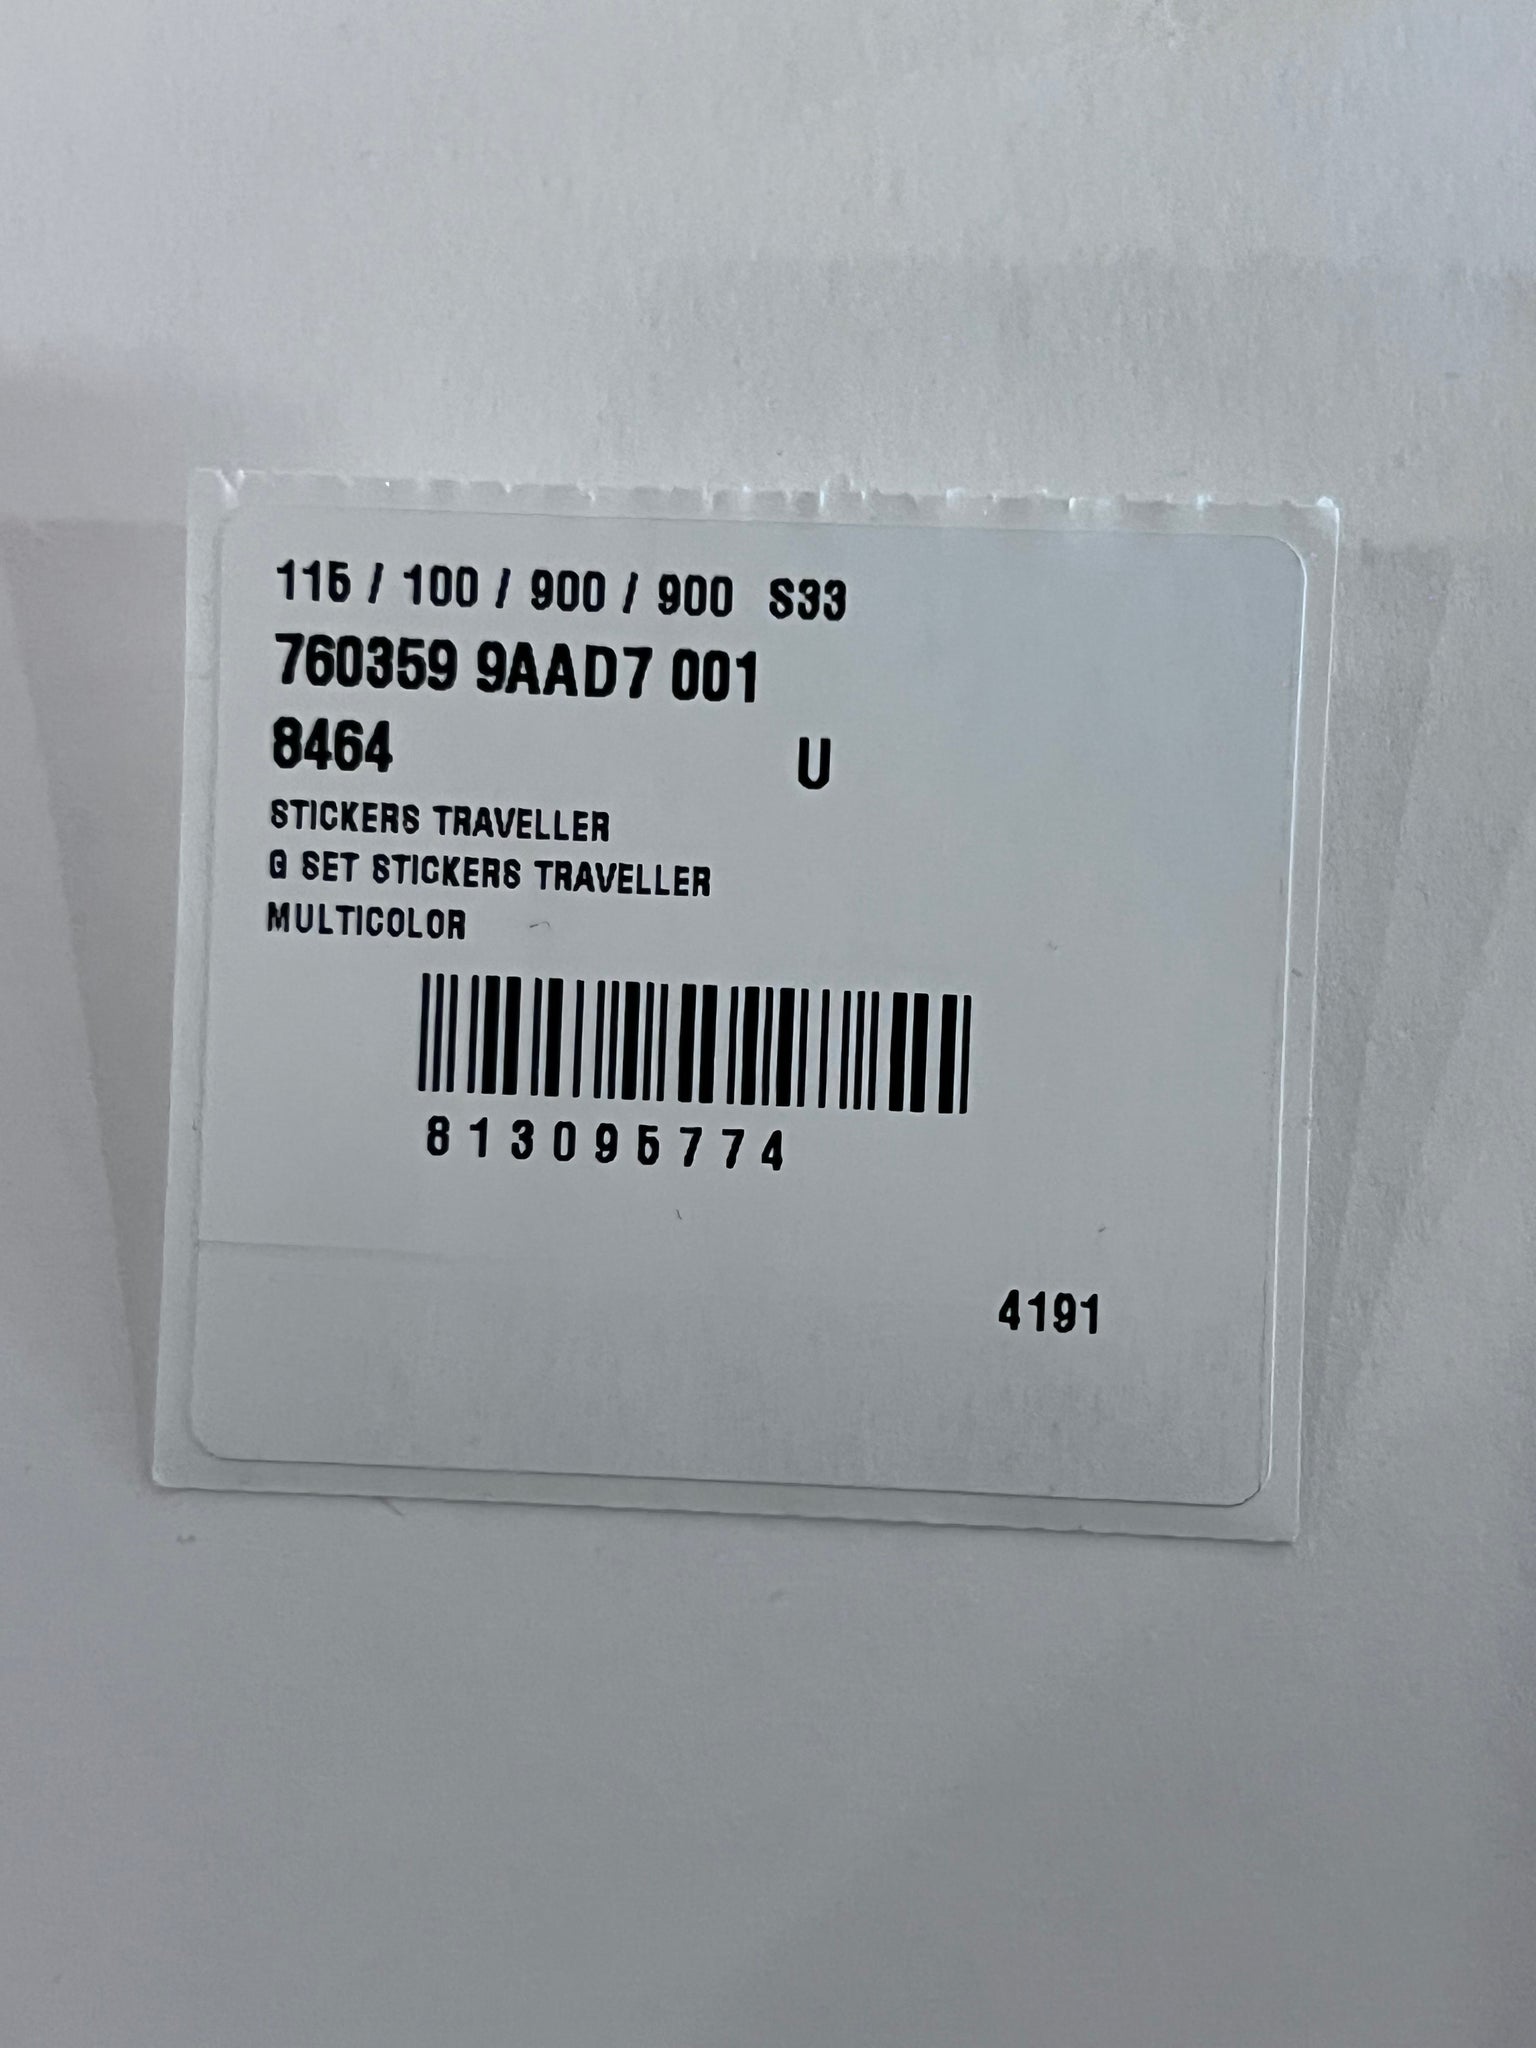 115 / 100 / 900 / 900 S33
760359 9AAD7 001
8464 U
STICKERS TRAVELLER
G SET STICKERS TRAVELLER
MULTICOLOR
813095774
4191